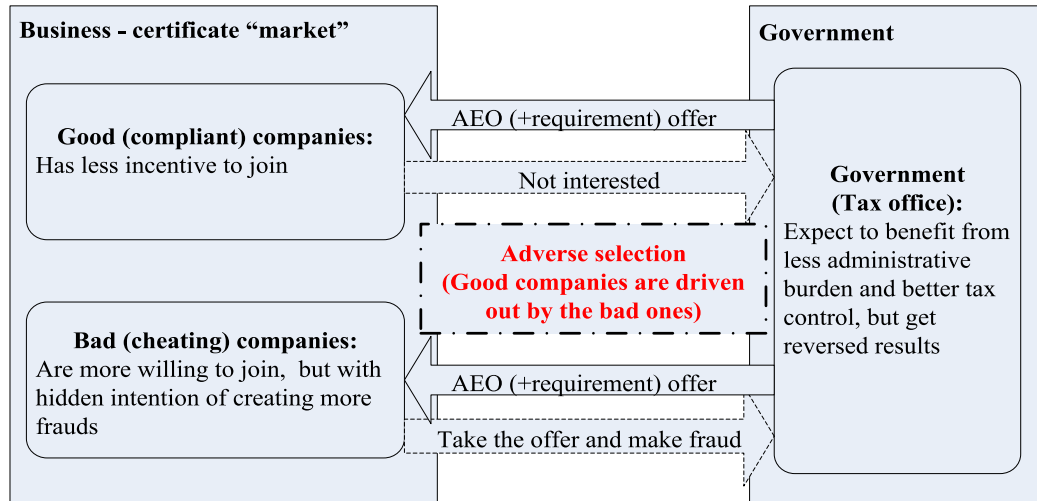 Business - certificate “market”
Government
Good (compliant) companies:
Has less incentive to join
AEO (+requirement) offer
Not interested
Government
(Tax office):
Expect to benefit from
less administrative
burden and better tax
control, but get
reversed results
Adverse selection
(Good companies are driven
out by the bad ones)
Bad (cheating) companies:
Are more willing to join,  but with
hidden intention of creating more
frauds
AEO (+requirement) offer
Take the offer and make fraud